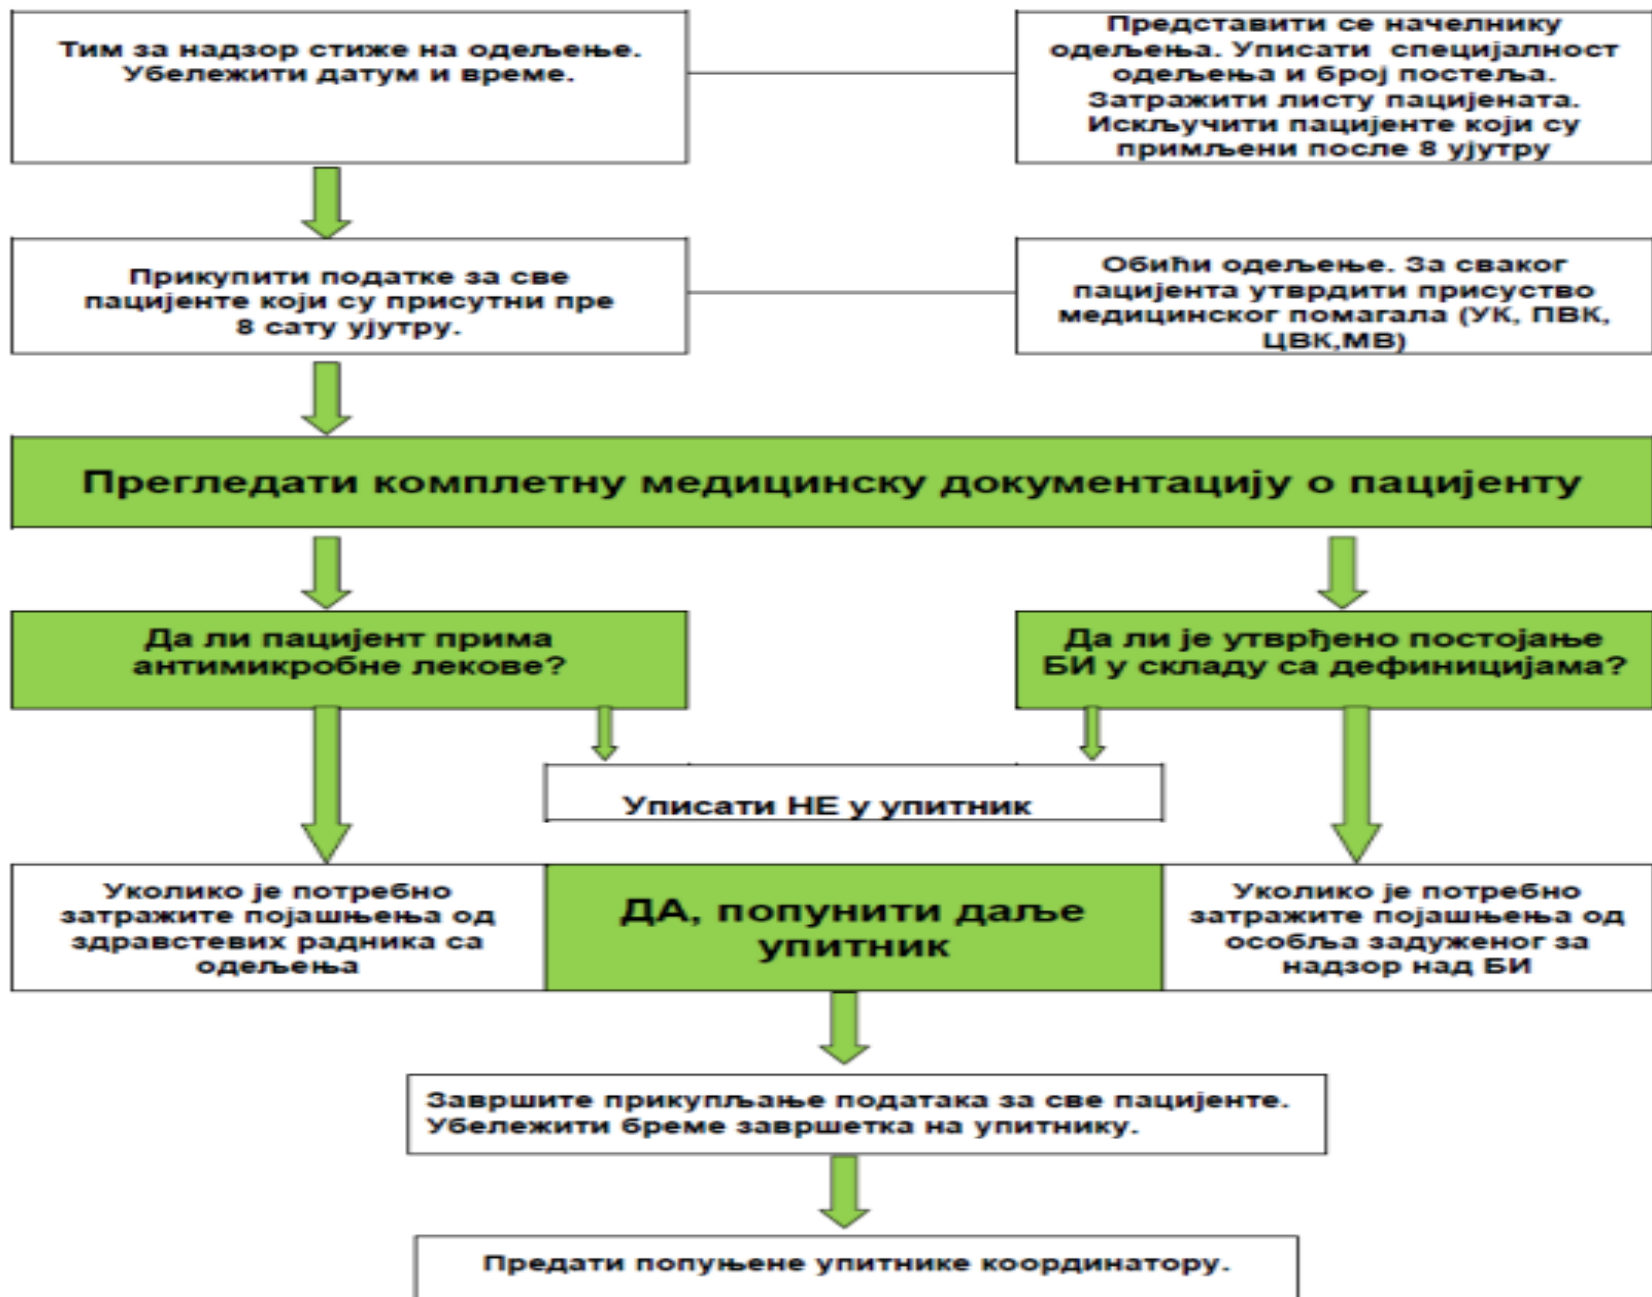 Тим за надзор стиже на одељење.
Убележити датум и време.
Представити се начелнику
одељења. Уписати специјалност
одељења и број постеља.
Затражити листу пацијената.
Искључити пацијенте који су
примљени после 8 ујутру
Прикупити податке за све
пацијенте који су присутни пре
8 сату ујутру.
Обићи одељење. За сваког
пацијента утврдити присуство
медицинског помагала (УК, ПВК,
ЦВК,МВ)
Прегледати комплетну медицинску документацију о пацијенту
Да ли пацијент прима
антимикробне лекове?
Да ли је утврђено постојање
БИ у складу са дефиницијама?
Уписати НЕ у упитник
Уколико је потребно
затражите појашњења од
здравстевих радника са
одељења
ДА, попунити даље
упитник
Уколико је потребно
затражите појашњења од
особља задуженог за
надзор над БИ
Завршите прикупљање података за све пацијенте.
Убележити бреме завршетка на упитнику.
Предати попуњене упитнике координатору.